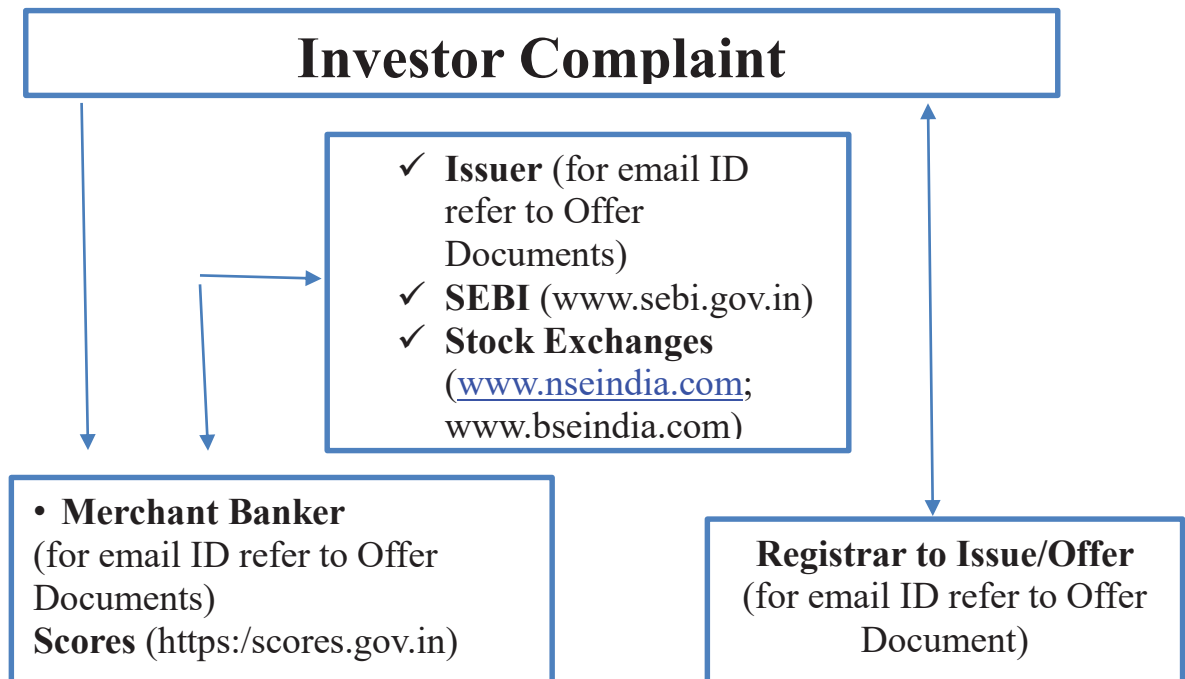 Investor Complaint
✓ Issuer (for email ID
refer to Offer
Documents)
✓ SEBI (www.sebi.gov.in)
✓ Stock Exchanges
(www.nseindia.com;
www.bseindia.com)
• Merchant Banker
(for email ID refer to Offer
Documents)
Scores (https:/scores.gov.in)
Registrar to Issue/Offer
(for email ID refer to Offer
Document)